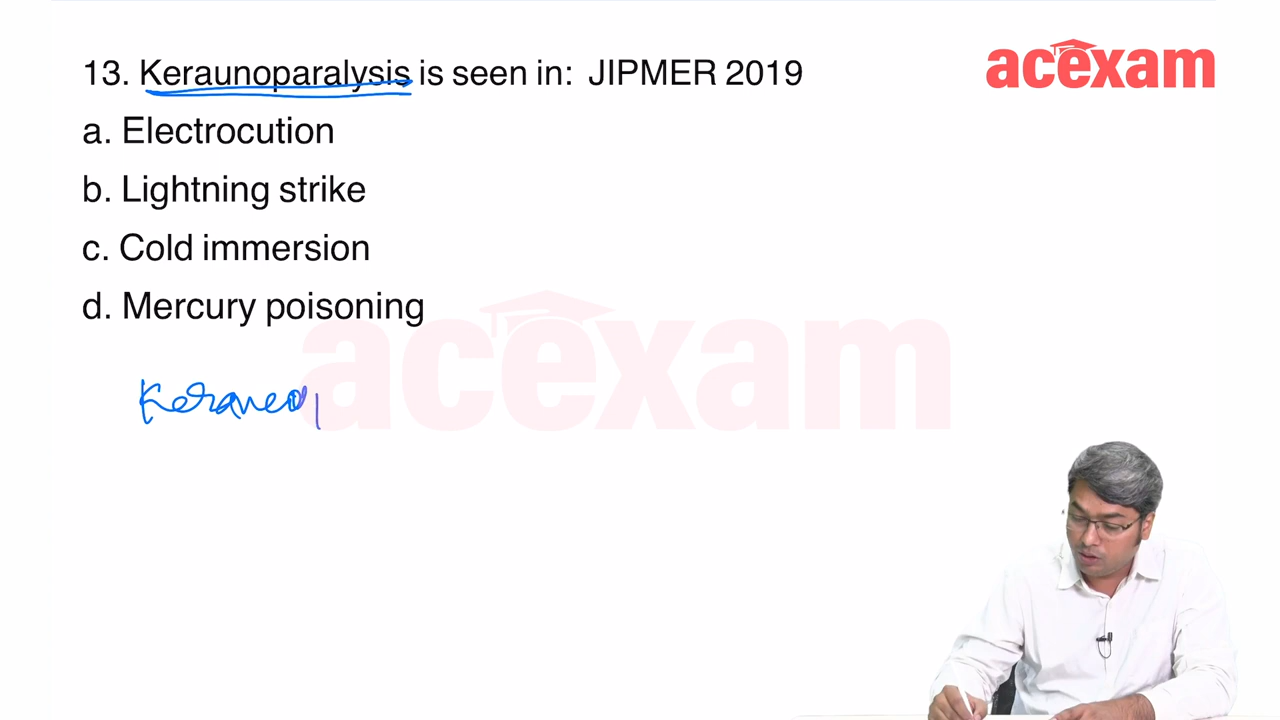 13. Keraunoparalysis is seen in: JIPMER 2019
acexam
a. Electrocution
b. Lightning strike
c. Cold immersion
d. Mercury poisoning
acexam